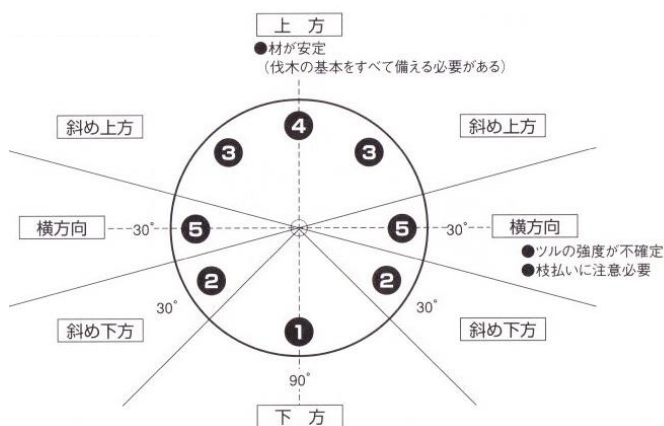 上 方
●材が安定
(伐木の基本をすべて備える必要がある)
斜め上方
斜め上方
4
3
3
横方向
30°
5
5
30°
横方向
●ツルの強度が不確定
●枝払いに注意必要
2
2
30°
30°
斜め下方
斜め下方
1
90°
下 方